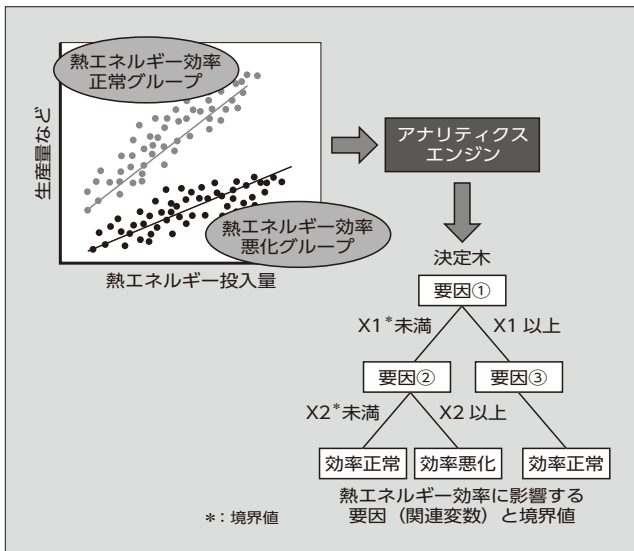 熱エネルギー効率
正常グループ
生産量など
熱エネルギー効率
悪化グループ
熱エネルギー投入量
アナリティクス
エンジン
決定木
要因①
X1*未満
X1 以上
要因②
要因③
X2*未満
X2 以上
効率正常
効率悪化
効率正常
熱エネルギー効率に影響する
要因（関連変数）と境界値
*：境界値